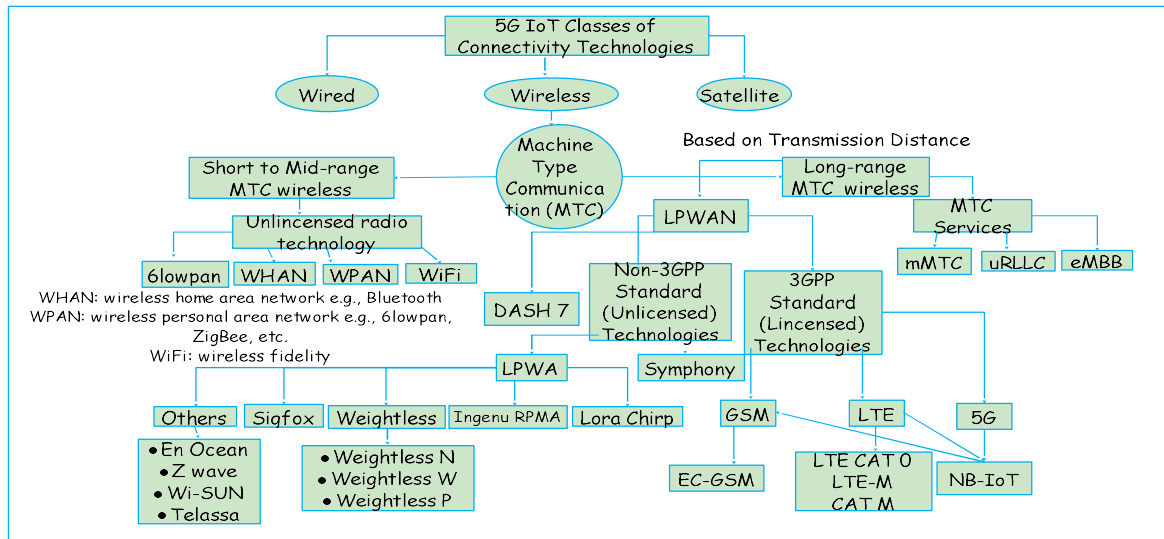 5G IoT Classes of
Connectivity Technologies
Wired
Wireless
Satellite
Based on Transmission Distance
Machine
Type
Communica
tion (MTC)
Short to Mid-range
MTC wireless
Long-range
MTC wireless
Unlincensed radio
technology
LPWAN
MTC
Services
6lowpan
WHAN
WPAN
WiFi
mMTC
uRLLC
eMBB
WHAN: wireless home area network e.g., Bluetooth
WPAN: wireless personal area network e.g., 6lowpan,
ZigBee, etc.
WiFi: wireless fidelity
DASH 7
Non-3GPP
Standard
(Unlicensed)
Technologies
3GPP
Standard
(Lincensed)
Technologies
LPWA
Symphony
Others
Sigfox
Weightless
Ingenu RPMA
Lora Chirp
GSM
LTE
5G
• En Ocean
• Z wave
• Wi-SUN
• Telassa
• Weightless N
• Weightless W
• Weightless P
EC-GSM
LTE CAT 0
LTE-M
CAT M
NB-IoT